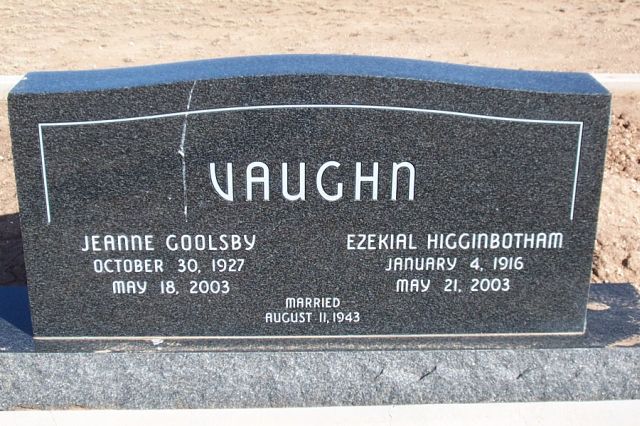 VAUGHN
JEANNE GOOLSBY
OCTOBER 30, 1927
MAY 18, 2003
EZEKIAL HIGGINBOTHAM
JANUARY 4, 1916
MAY 21, 2003
MARRIED
AUGUST 11, 1943